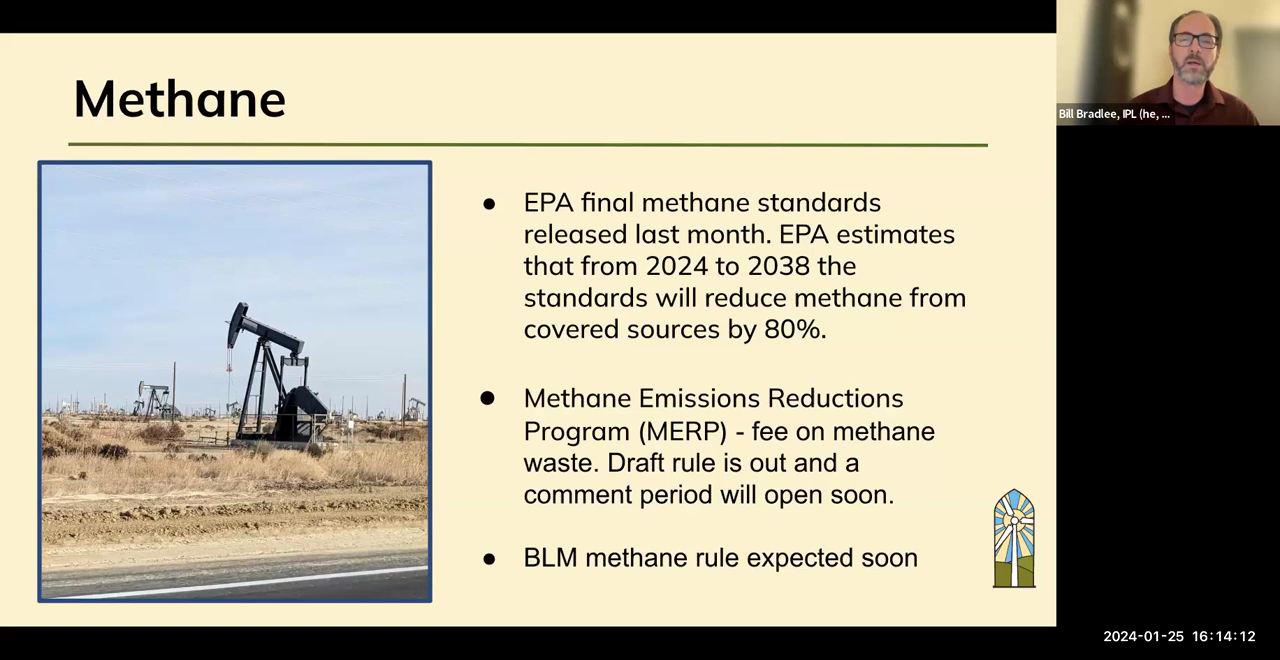 Methane
● EPA final methane standards
released last month. EPA estimates
that from 2024 to 2038 the
standards will reduce methane from
covered sources by 80%.
● Methane Emissions Reductions
Program (MERP) - fee on methane
waste. Draft rule is out and a
comment period will open soon.
● BLM methane rule expected soon
Bill Bradlee, IPL (he, ...
2024-01-25 16:14:12